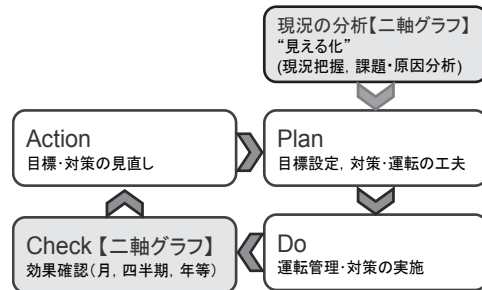 現況の分析【二軸グラフ】
“見える化”
(現況把握, 課題・原因分析)
Action
目標・対策の見直し
Plan
目標設定, 対策・運転の工夫
Check【二軸グラフ】
効果確認(月, 四半期, 年等)
Do
運転管理・対策の実施